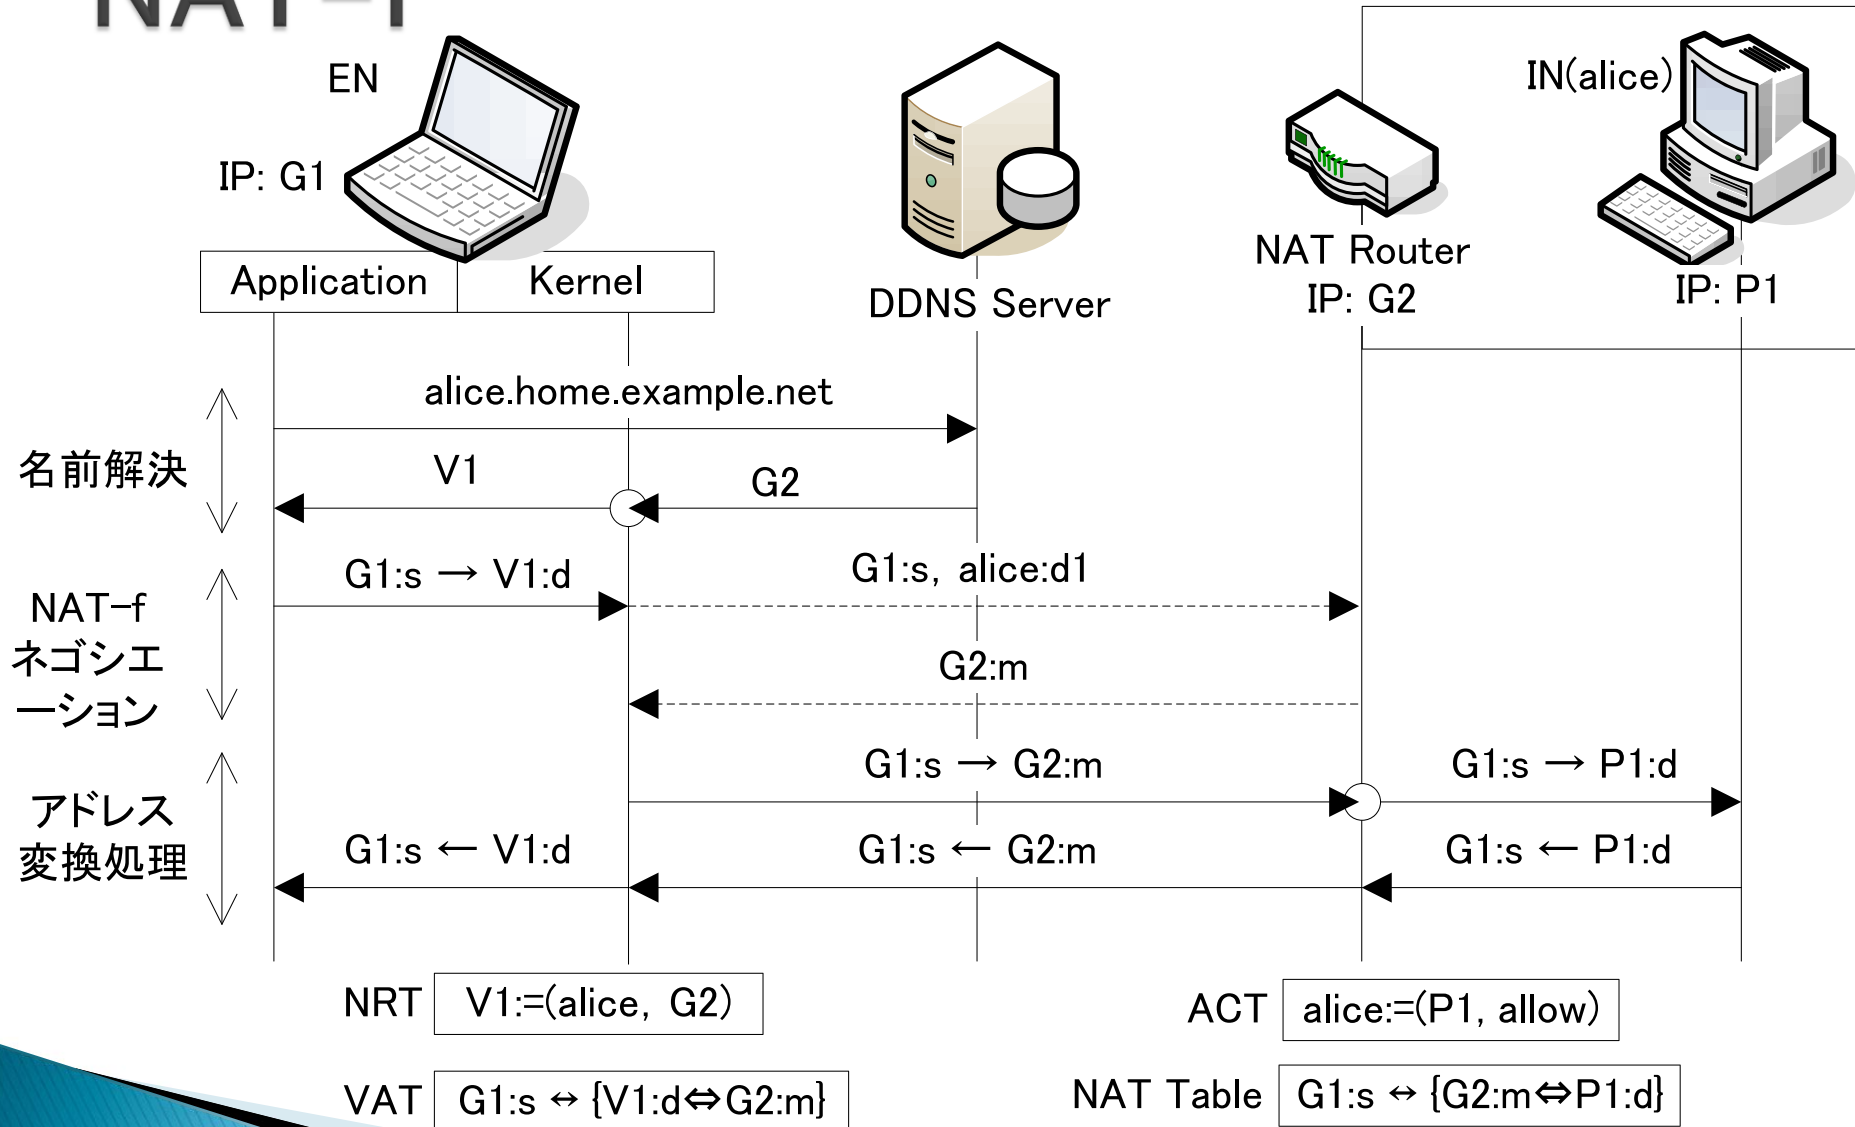 NAT-f
EN
IP: G1
IN(alice)
Application
Kernel
DDNS Server
NAT Router
IP: G2
IP: P1
名前解決
alice.home.example.net
V1
G2
NAT-f
ネゴシエ
ーション
G1:s → V1:d
G1:s, alice:d1
G2:m
アドレス
変換処理
G1:s → G2:m
G1:s → P1:d
G1:s ← V1:d
G1:s ← G2:m
G1:s ← P1:d
NRT
V1:=(alice, G2)
ACT
alice:=(P1, allow)
VAT
G1:s ↔ {V1:d⇔G2:m}
NAT Table
G1:s ↔ {G2:m⇔P1:d}